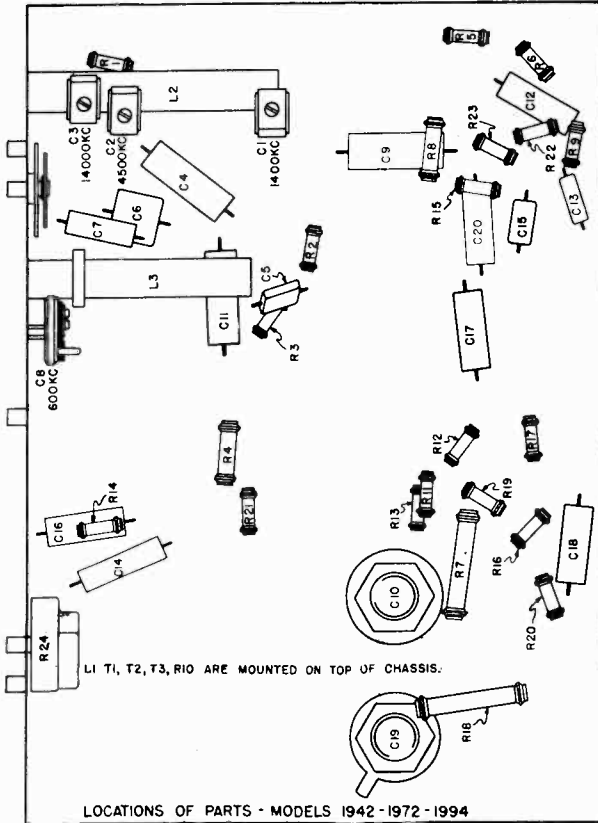 R5
R1
R6
L2
C12
C3
14000KC
C2
4500KC
C1
1400KC
R23
R22
R9
C9
R8
C4
R15
C13
C7
C6
C20
C15
R2
L3
C5
C11
R3
C17
C8
600KC
R12
R17
R4
R14
R13
R11
R19
R21
C16
R16
C18
C14
R7
C10
R20
R24
L1 T1, T2, T3, R10 ARE MOUNTED ON TOP OF CHASSIS.
R18
C19
LOCATIONS OF PARTS - MODELS 1942-1972-1994